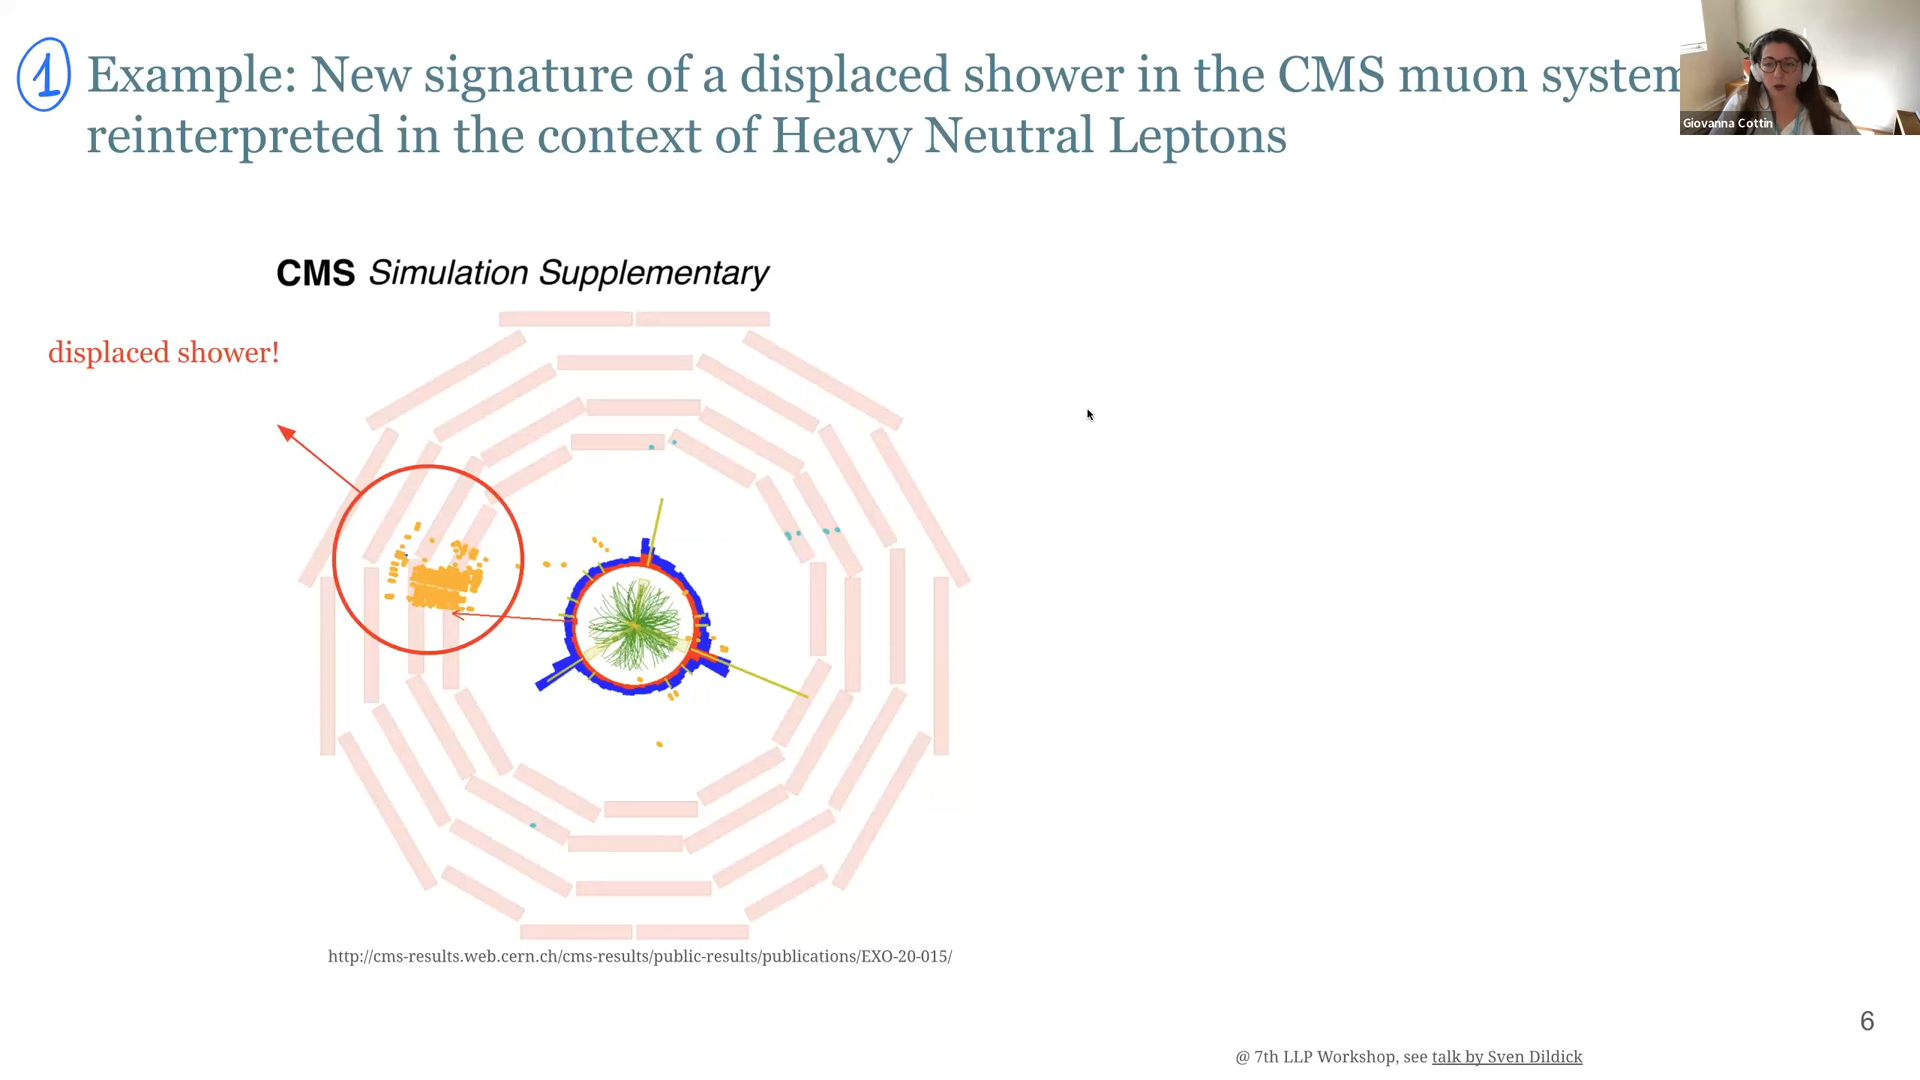 1 Example: New signature of a displaced shower in the CMS muon system
reinterpreted in the context of Heavy Neutral Leptons
Giovanna Cottin
CMS Simulation Supplementary
displaced shower!
http://cms-results.web.cern.ch/cms-results/public-results/publications/EXO-20-015/
6
@ 7th LLP Workshop, see talk by Sven Dildick